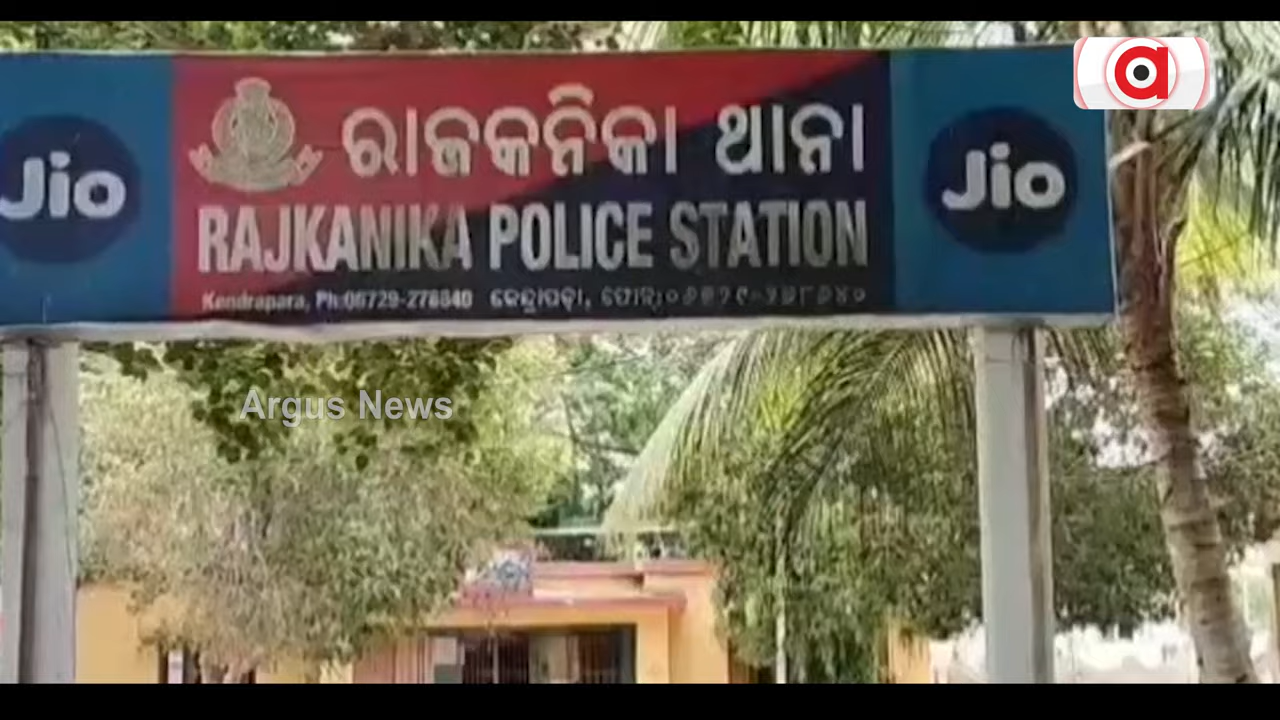 Jio
ରାଜକନିକା ଥାନା
RAJKANIKA POLICE STATION
Kendrapara, Ph:06729-278840 କେନ୍ଦ୍ରାପଡ଼ା, ଫୋନ୍:
Jio
a
Argus News